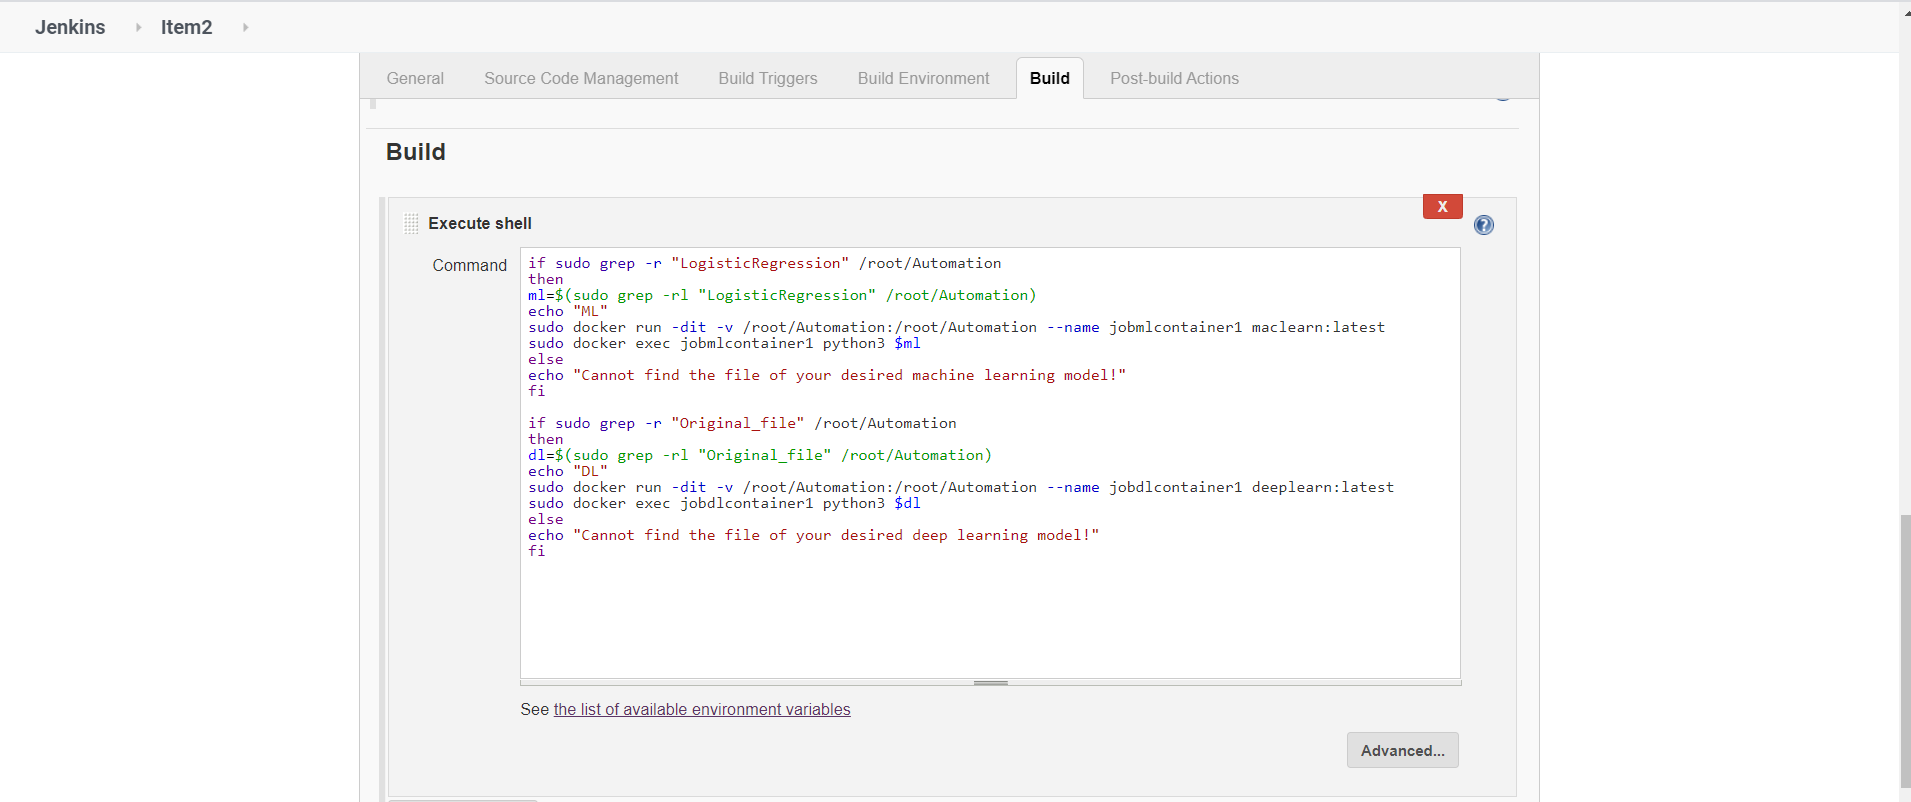 Jenkins Item2
General Source Code Management Build Triggers Build Environment Build Post-build Actions
Build
X
Execute shell
?
Command
if sudo grep -r "LogisticRegression" /root/Automation
then
ml=$(sudo grep -rl "LogisticRegression" /root/Automation)
echo "ML"
sudo docker run -dit -v /root/Automation:/root/Automation --name jobmlcontainer1 maclearn:latest
sudo docker exec jobmlcontainer1 python3 $ml
else
echo "Cannot find the file of your desired machine learning model!"
fi

if sudo grep -r "Original_file" /root/Automation
then
dl=$(sudo grep -rl "Original_file" /root/Automation)
echo "DL"
sudo docker run -dit -v /root/Automation:/root/Automation --name jobdlcontainer1 deeplearn:latest
sudo docker exec jobdlcontainer1 python3 $dl
else
echo "Cannot find the file of your desired deep learning model!"
fi
See the list of available environment variables
Advanced...